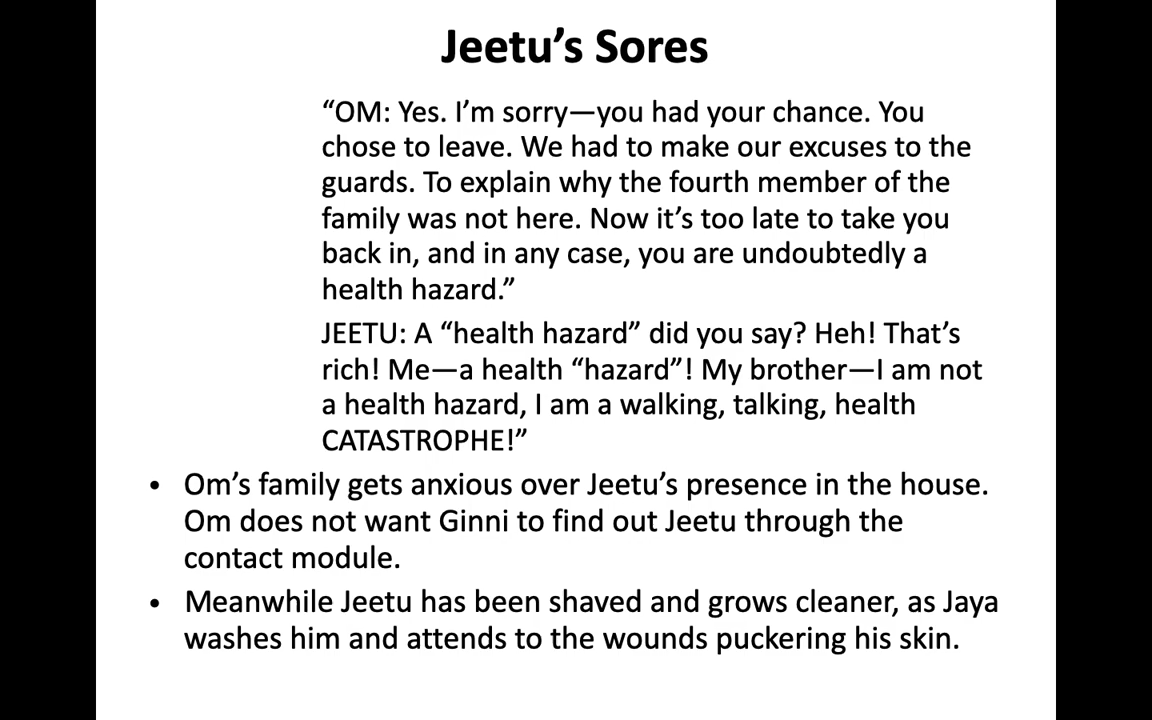 Jeetu’s Sores
“OM: Yes. I’m sorry—you had your chance. You
chose to leave. We had to make our excuses to the
guards. To explain why the fourth member of the
family was not here. Now it’s too late to take you
back in, and in any case, you are undoubtedly a
health hazard.”
JEETU: A “health hazard” did you say? Heh! That’s
rich! Me—a health “hazard”! My brother—I am not
a health hazard, I am a walking, talking, health
CATASTROPHE!”
• Om’s family gets anxious over Jeetu’s presence in the house.
Om does not want Ginni to find out Jeetu through the
contact module.
• Meanwhile Jeetu has been shaved and grows cleaner, as Jaya
washes him and attends to the wounds puckering his skin.